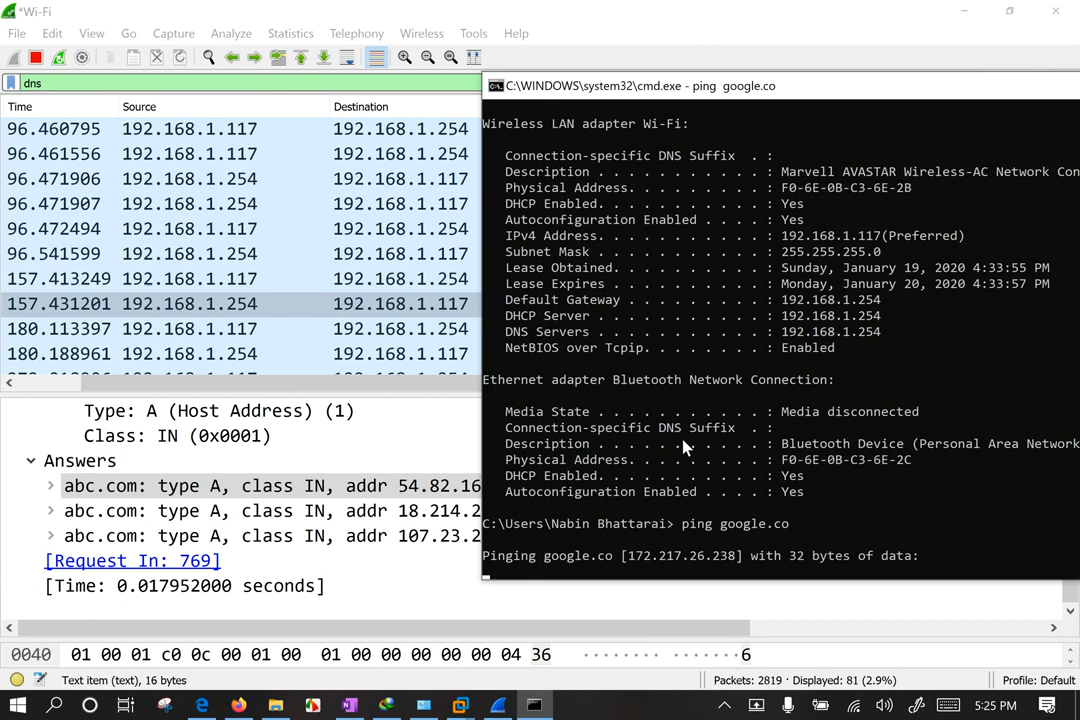 *Wi-Fi
File Edit View Go Capture Analyze Statistics Telephony Wireless Tools Help
dns
Time Source Destination
96.460795 192.168.1.117 192.168.1.254
96.461556 192.168.1.117 192.168.1.254
96.471906 192.168.1.254 192.168.1.117
96.471907 192.168.1.254 192.168.1.117
96.472494 192.168.1.117 192.168.1.254
96.541599 192.168.1.254 192.168.1.117
157.413249 192.168.1.117 192.168.1.254
157.431201 192.168.1.254 192.168.1.117
180.113397 192.168.1.117 192.168.1.254
180.188961 192.168.1.254 192.168.1.117
Type: A (Host Address) (1)
Class: IN (0x0001)
Answers
abc.com: type A, class IN, addr 54.82.16
abc.com: type A, class IN, addr 18.214.2
abc.com: type A, class IN, addr 107.23.2
[Request In: 769]
[Time: 0.017952000 seconds]
0040 01 00 01 c0 0c 00 01 00 01 00 00 00 00 00 04 36 ········ ·······6
Text item (text), 16 bytes Packets: 2819 · Displayed: 81 (2.9%) Profile: Default
C:\WINDOWS\system32\cmd.exe - ping google.co
Wireless LAN adapter Wi-Fi:
Connection-specific DNS Suffix . :
Description . . . . . . . . . . . : Marvell AVASTAR Wireless-AC Network Con
Physical Address. . . . . . . . . : F0-6E-0B-C3-6E-2B
DHCP Enabled. . . . . . . . . . . : Yes
Autoconfiguration Enabled . . . . : Yes
IPv4 Address. . . . . . . . . . . : 192.168.1.117(Preferred)
Subnet Mask . . . . . . . . . . . : 255.255.255.0
Lease Obtained. . . . . . . . . . : Sunday, January 19, 2020 4:33:55 PM
Lease Expires . . . . . . . . . . : Monday, January 20, 2020 4:33:57 PM
Default Gateway . . . . . . . . . : 192.168.1.254
DHCP Server . . . . . . . . . . . : 192.168.1.254
DNS Servers . . . . . . . . . . . : 192.168.1.254
NetBIOS over Tcpip. . . . . . . . : Enabled
Ethernet adapter Bluetooth Network Connection:
Media State . . . . . . . . . . . : Media disconnected
Connection-specific DNS Suffix . :
Description . . . . . . . . . . . : Bluetooth Device (Personal Area Network
Physical Address. . . . . . . . . : F0-6E-0B-C3-6E-2C
DHCP Enabled. . . . . . . . . . . : Yes
Autoconfiguration Enabled . . . . : Yes
C:\Users\Nabin Bhattarai> ping google.co
Pinging google.co [172.217.26.238] with 32 bytes of data:
5:25 PM